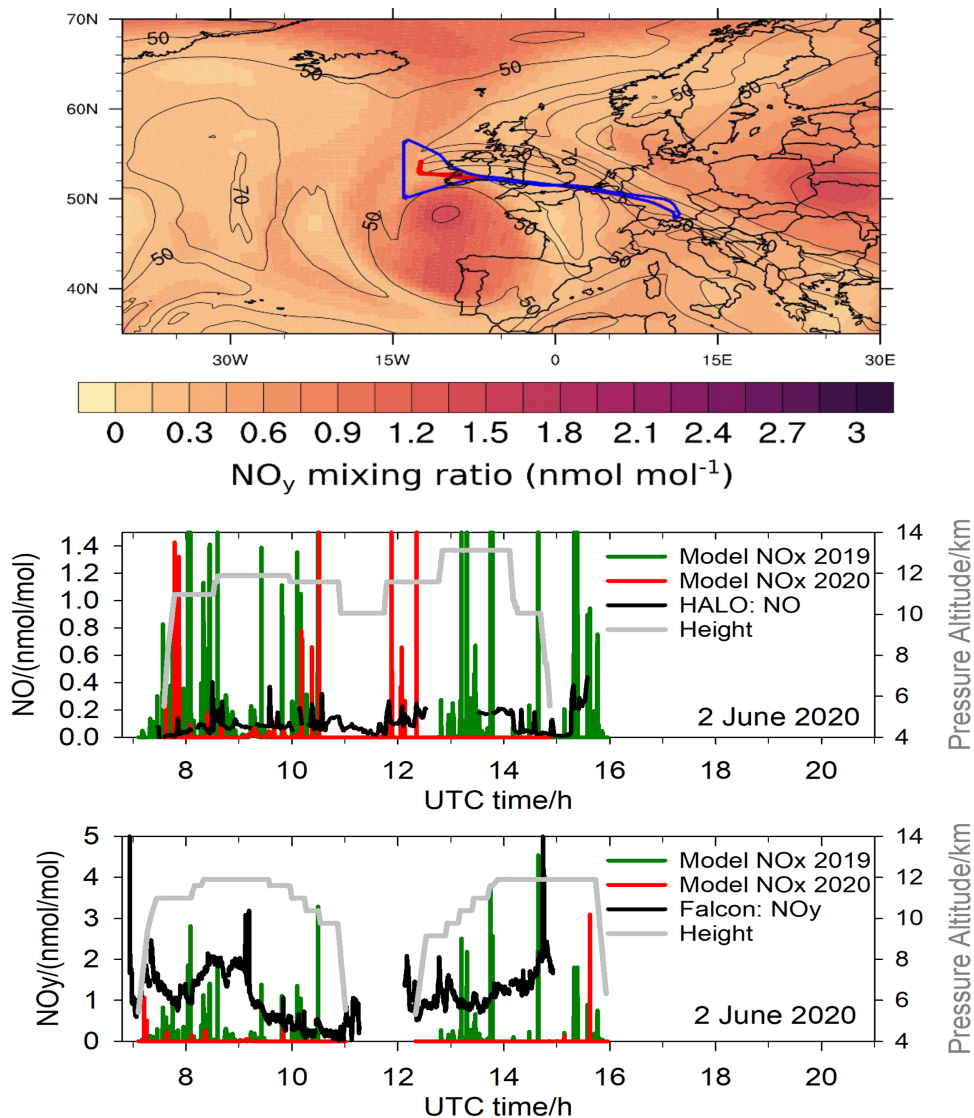 70N
60N
50N
40N
50
50
50
50
70
50
50
70
50
50
50
70
50
50
30W 15W 0 15E 30E
0 0.3 0.6 0.9 1.2 1.5 1.8 2.1 2.4 2.7 3
NOy mixing ratio (nmol mol-1)
NO/(nmol/mol)
1.4
1.2
1.0
0.8
0.6
0.4
0.2
0.0
Model NOx 2019
Model NOx 2020
HALO: NO
Height
2 June 2020
14
12
10
8
6
4
Pressure Altitude/km
8 10 12 14 16 18 20
UTC time/h
NOy/(nmol/mol)
5
4
3
2
1
0
Model NOx 2019
Model NOx 2020
Falcon: NOy
Height
2 June 2020
14
12
10
8
6
4
Pressure Altitude/km
8 10 12 14 16 18 20
UTC time/h